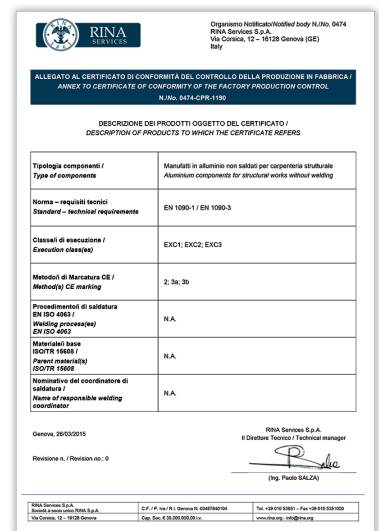 RINA
SERVICES
Organismo Notificato/Notified body N./No. 0474
RINA Services S.p.A.
Via Corsica, 12 – 16128 Genova (GE)
Italy
ALLEGATO AL CERTIFICATO DI CONFORMITÀ DEL CONTROLLO DELLA PRODUZIONE IN FABBRICA /
ANNEX TO CERTIFICATE OF CONFORMITY OF THE FACTORY PRODUCTION CONTROL
N./No. 0474-CPR-1190
DESCRIZIONE DEI PRODOTTI OGGETTO DEL CERTIFICATO /
DESCRIPTION OF PRODUCTS TO WHICH THE CERTIFICATE REFERS
Tipologia componenti /
Type of components
Manufatti in alluminio non saldati per carpenteria strutturale
Aluminium components for structural works without welding
Norma – requisiti tecnici
Standard – technical requirements
EN 1090-1 / EN 1090-3
Classe/i di esecuzione /
Execution class(es)
EXC1; EXC2; EXC3
Metodo/i di Marcatura CE /
Method(s) CE marking
2; 3a; 3b
Procedimento/i di saldatura
EN ISO 4063 /
Welding process(es)
EN ISO 4063
N.A.
Materiale/i base
ISO/TR 15608 /
Parent material(s)
ISO/TR 15608
N.A.
Nominativo del coordinatore di
saldatura /
Name of responsible welding
coordinator
N.A.
Genova, 26/03/2015
Revisione n. / Revision no.: 0
RINA Services S.p.A.
Il Direttore Tecnico / Technical manager
(Ing. Paolo SALZA)
RINA Services S.p.A.
Società a socio unico RINA S.p.A.
Via Corsica, 12 – 16128 Genova
C.F. / P. Iva / R.I. Genova N. 03487840104
Cap. Soc. € 35.000.000,00 i.v.
Tel. +39 010 53851 – Fax +39 010 5351000
www.rina.org - info@rina.org